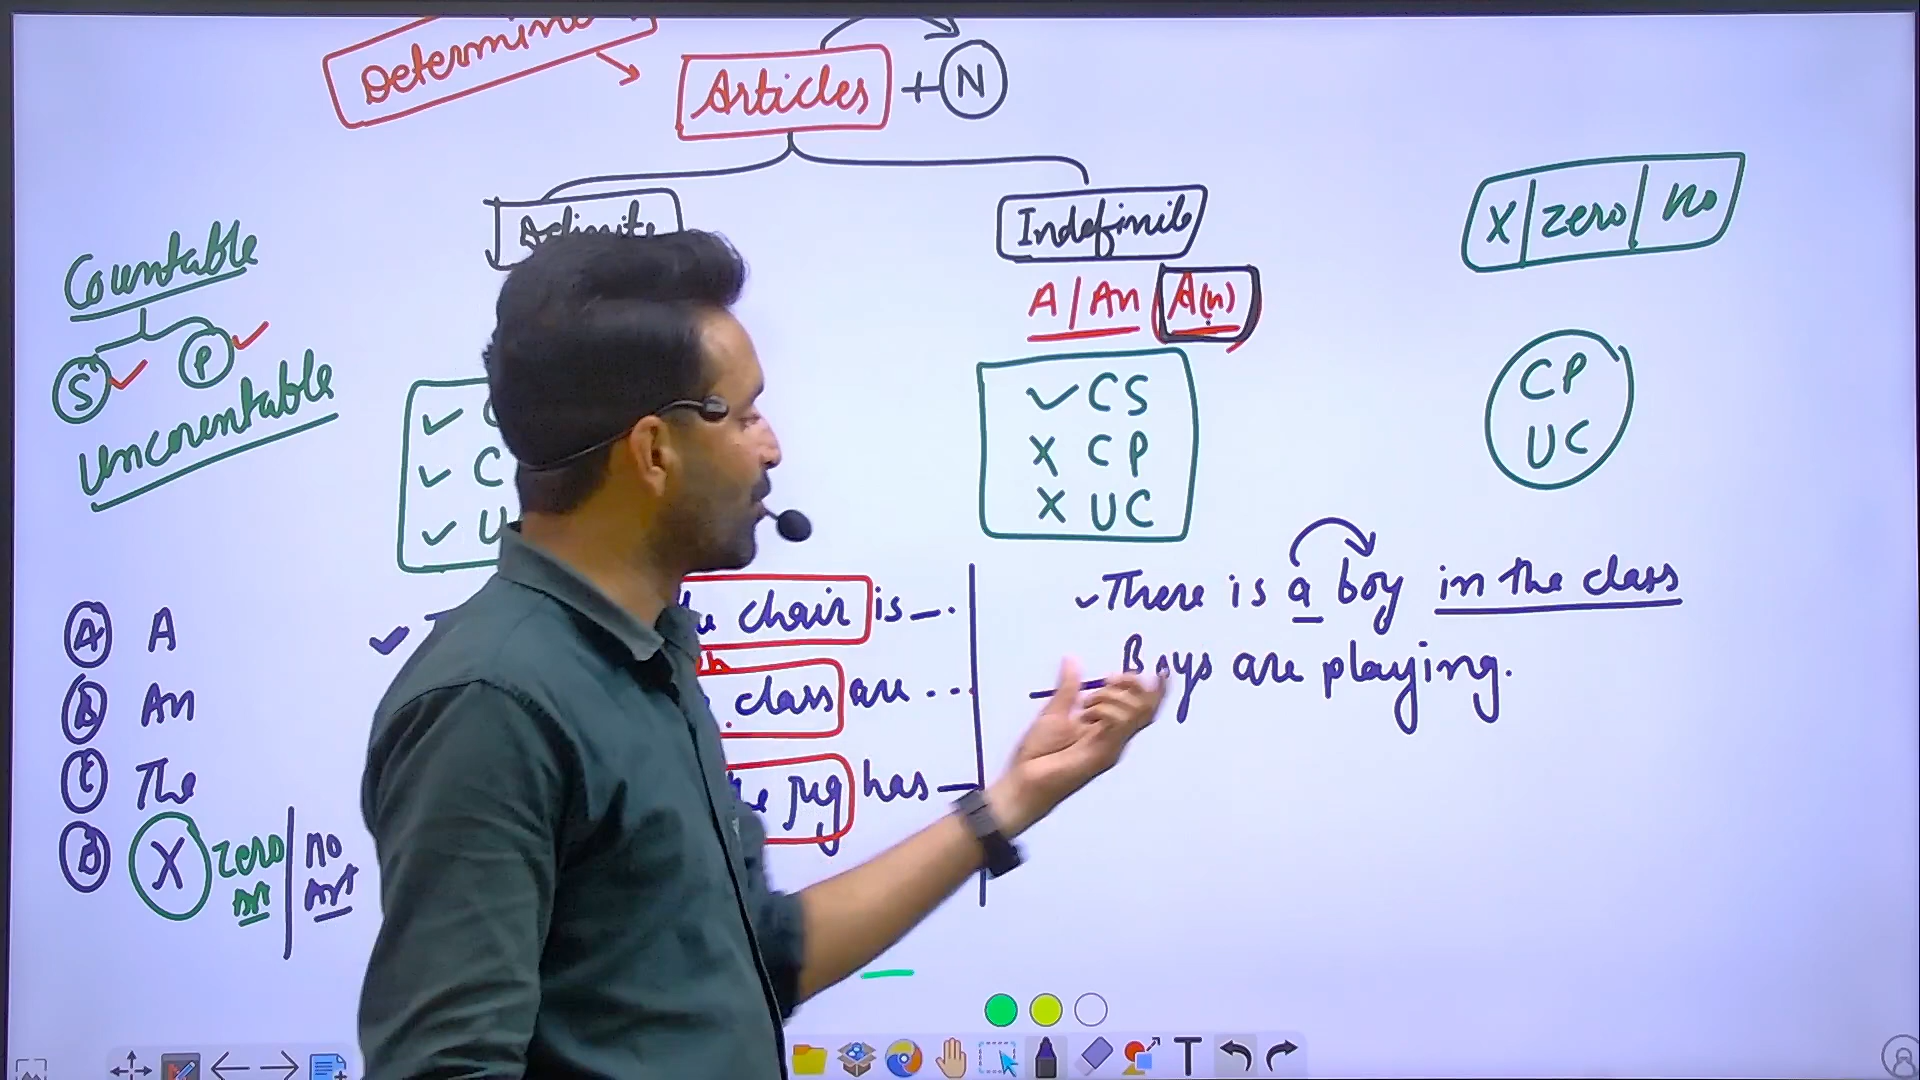 Articles + N
Indefinite
X | zero | no
Countable
S P
Uncountable
A / An A(n)
✓ CS
X CP
X UC
CP
UC
A A
B An
C The
D X zero Art | no Art
chair is
class are ...
jug has
There is a boy in the class
Boys are playing.
T